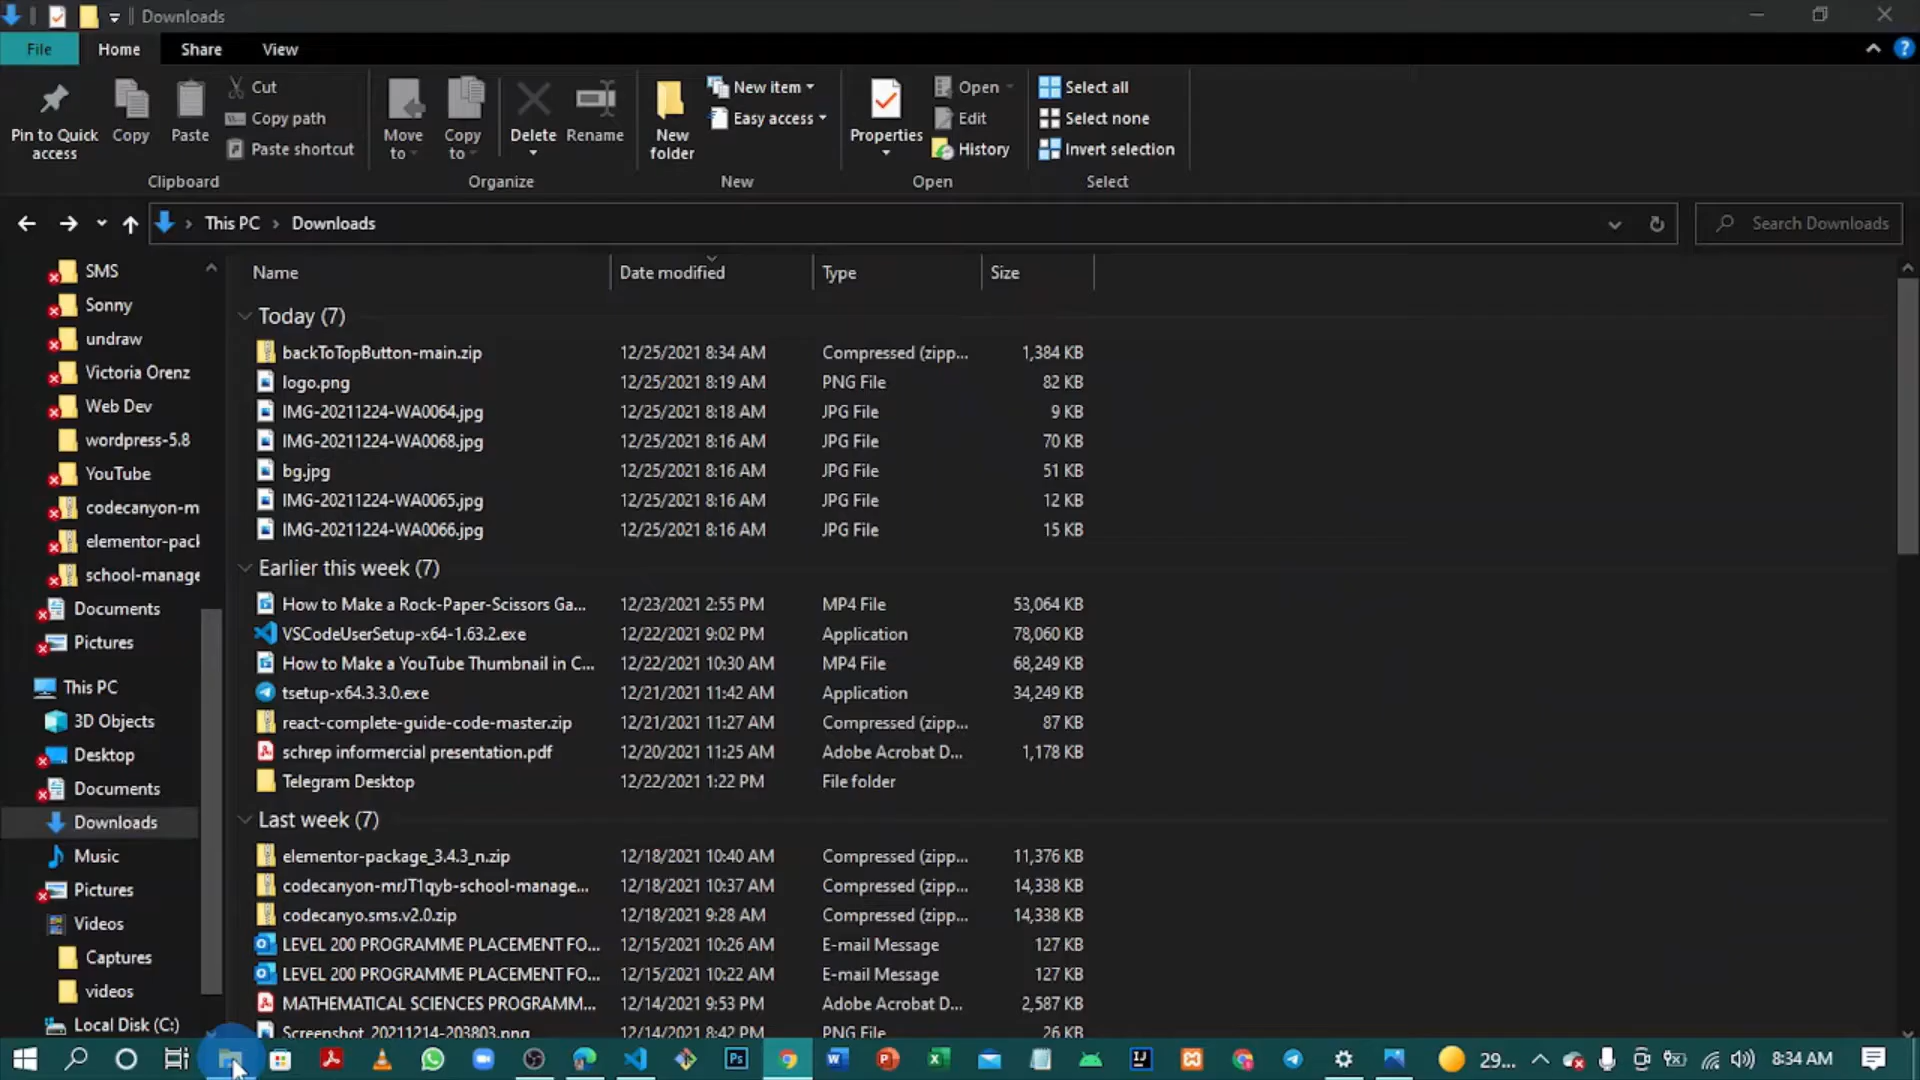 Downloads
File
Home
Share
View
Pin to Quick access
Copy
Paste
Cut
Copy path
Paste shortcut
Clipboard
Move to
Copy to
Delete
Rename
Organize
New folder
New item
Easy access
New
Properties
Open
Edit
History
Open
Select all
Select none
Invert selection
Select
This PC
Downloads
Search Downloads
SMS
Sonny
undraw
Victoria Orenz
Web Dev
wordpress-5.8
YouTube
codecanyon-m
elementor-pack
school-manage
Documents
Pictures
This PC
3D Objects
Desktop
Documents
Downloads
Music
Pictures
Videos
Captures
videos
Local Disk (C:)
Name Date modified Type Size
Today (7)
backToTopButton-main.zip 12/25/2021 8:34 AM Compressed (zipp... 1,384 KB
logo.png 12/25/2021 8:19 AM PNG File 82 KB
IMG-20211224-WA0064.jpg 12/25/2021 8:18 AM JPG File 9 KB
IMG-20211224-WA0068.jpg 12/25/2021 8:16 AM JPG File 70 KB
bg.jpg 12/25/2021 8:16 AM JPG File 51 KB
IMG-20211224-WA0065.jpg 12/25/2021 8:16 AM JPG File 12 KB
IMG-20211224-WA0066.jpg 12/25/2021 8:16 AM JPG File 15 KB
Earlier this week (7)
How to Make a Rock-Paper-Scissors Ga... 12/23/2021 2:55 PM MP4 File 53,064 KB
VSCodeUserSetup-x64-1.63.2.exe 12/22/2021 9:02 PM Application 78,060 KB
How to Make a YouTube Thumbnail in C... 12/22/2021 10:30 AM MP4 File 68,249 KB
tsetup-x64.3.3.0.exe 12/21/2021 11:42 AM Application 34,249 KB
react-complete-guide-code-master.zip 12/21/2021 11:27 AM Compressed (zipp... 87 KB
schrep informercial presentation.pdf 12/20/2021 11:25 AM Adobe Acrobat D... 1,178 KB
Telegram Desktop 12/22/2021 1:22 PM File folder
Last week (7)
elementor-package_3.4.3_n.zip 12/18/2021 10:40 AM Compressed (zipp... 11,376 KB
codecanyon-mrJT1qyb-school-manage... 12/18/2021 10:37 AM Compressed (zipp... 14,338 KB
codecanyo.sms.v2.0.zip 12/18/2021 9:28 AM Compressed (zipp... 14,338 KB
LEVEL 200 PROGRAMME PLACEMENT FO... 12/15/2021 10:26 AM E-mail Message 127 KB
LEVEL 200 PROGRAMME PLACEMENT FO... 12/15/2021 10:22 AM E-mail Message 127 KB
MATHEMATICAL SCIENCES PROGRAMM... 12/14/2021 9:53 PM Adobe Acrobat D... 2,587 KB
Screenshot_20211214-203803.png 12/14/2021 8:42 PM PNG File 26 KB
Ps
29...
8:34 AM